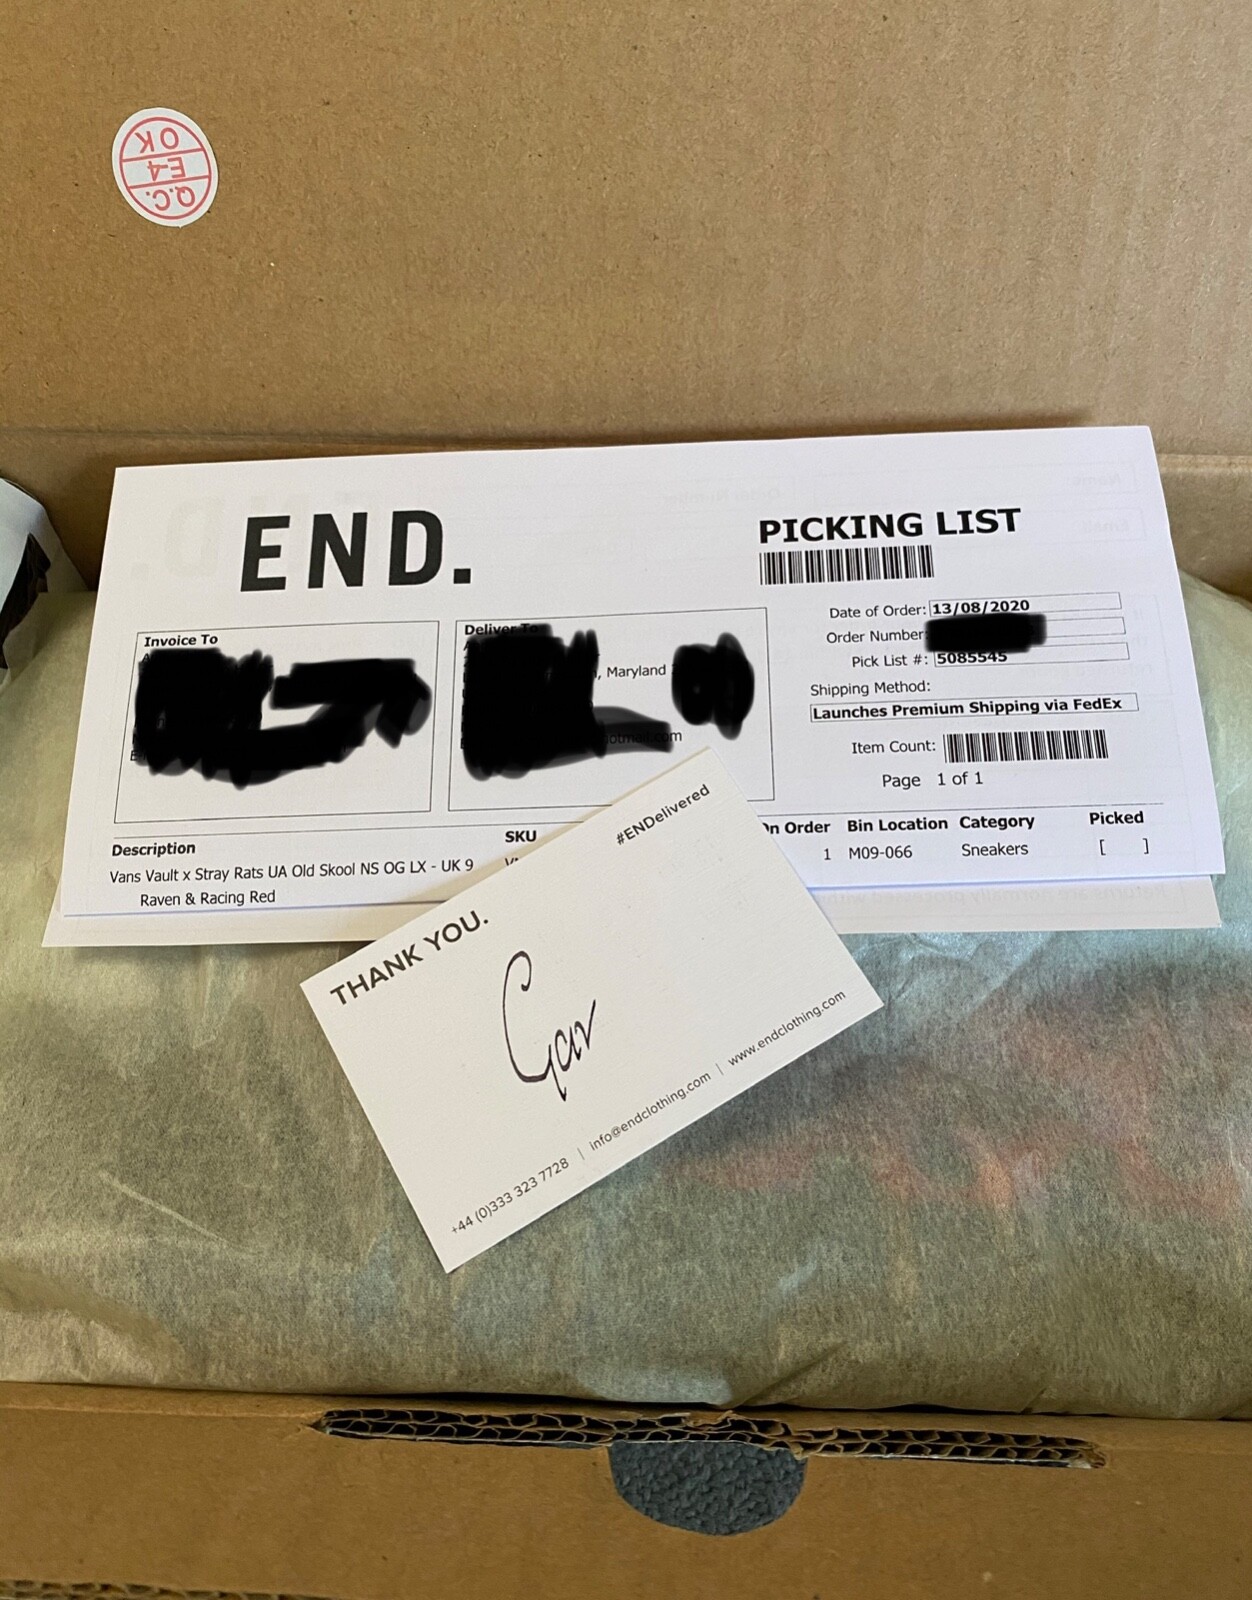 Q.C.
E-4
OK
END.
PICKING LIST
Invoice To
Deliver To
, Maryland
.com
Date of Order: 13/08/2020
Order Number:
Pick List #: 5085545
Shipping Method:
Launches Premium Shipping via FedEx
Item Count:
Page 1 of 1
Description SKU On Order Bin Location Category Picked
Vans Vault x Stray Rats UA Old Skool NS OG LX - UK 9 1 M09-066 Sneakers [ ]
Raven & Racing Red
#ENDelivered
THANK YOU.
Gav
+44 (0)333 323 7728 | info@endclothing.com | www.endclothing.com